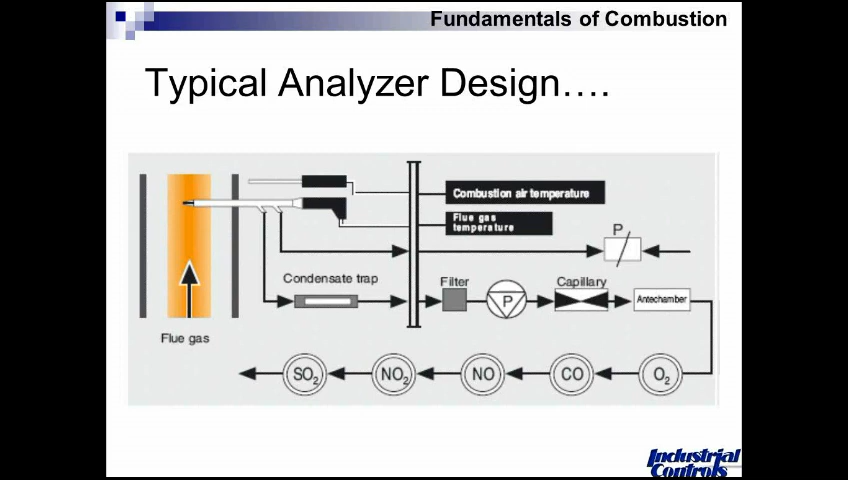 Fundamentals of Combustion
Typical Analyzer Design….
Combustion air temperature
Flue gas
temperature
P
Condensate trap
Filter
P
Capillary
Antechamber
Flue gas
SO2
NO2
NO
CO
O2
Industrial
Controls